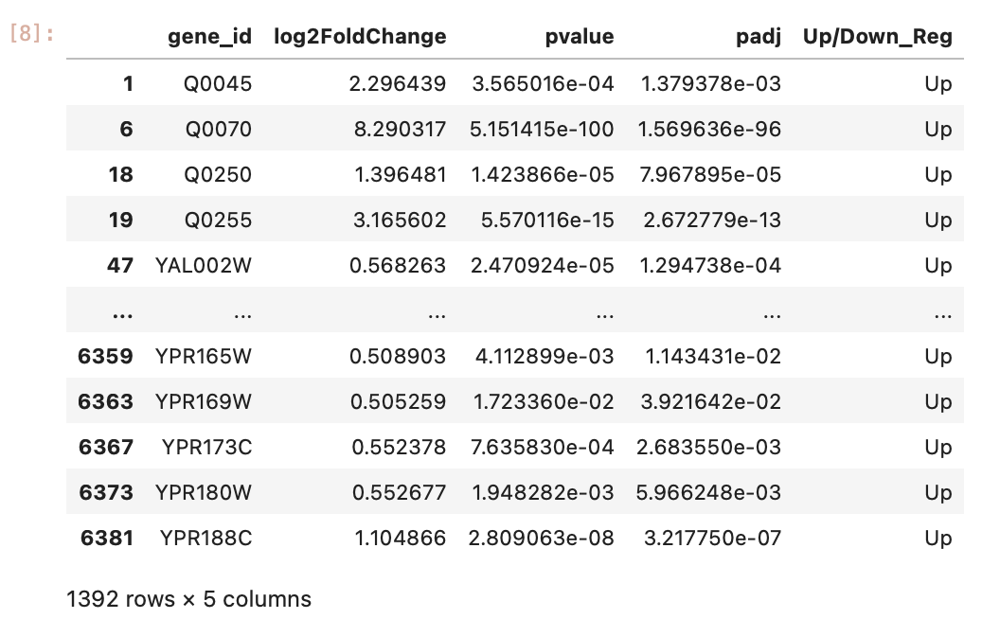 [8]:
gene_id log2FoldChange pvalue padj Up/Down_Reg
1 Q0045 2.296439 3.565016e-04 1.379378e-03 Up
6 Q0070 8.290317 5.151415e-100 1.569636e-96 Up
18 Q0250 1.396481 1.423866e-05 7.967895e-05 Up
19 Q0255 3.165602 5.570116e-15 2.672779e-13 Up
47 YAL002W 0.568263 2.470924e-05 1.294738e-04 Up
... ... ... ... ... ...
6359 YPR165W 0.508903 4.112899e-03 1.143431e-02 Up
6363 YPR169W 0.505259 1.723360e-02 3.921642e-02 Up
6367 YPR173C 0.552378 7.635830e-04 2.683550e-03 Up
6373 YPR180W 0.552677 1.948282e-03 5.966248e-03 Up
6381 YPR188C 1.104866 2.809063e-08 3.217750e-07 Up
1392 rows × 5 columns